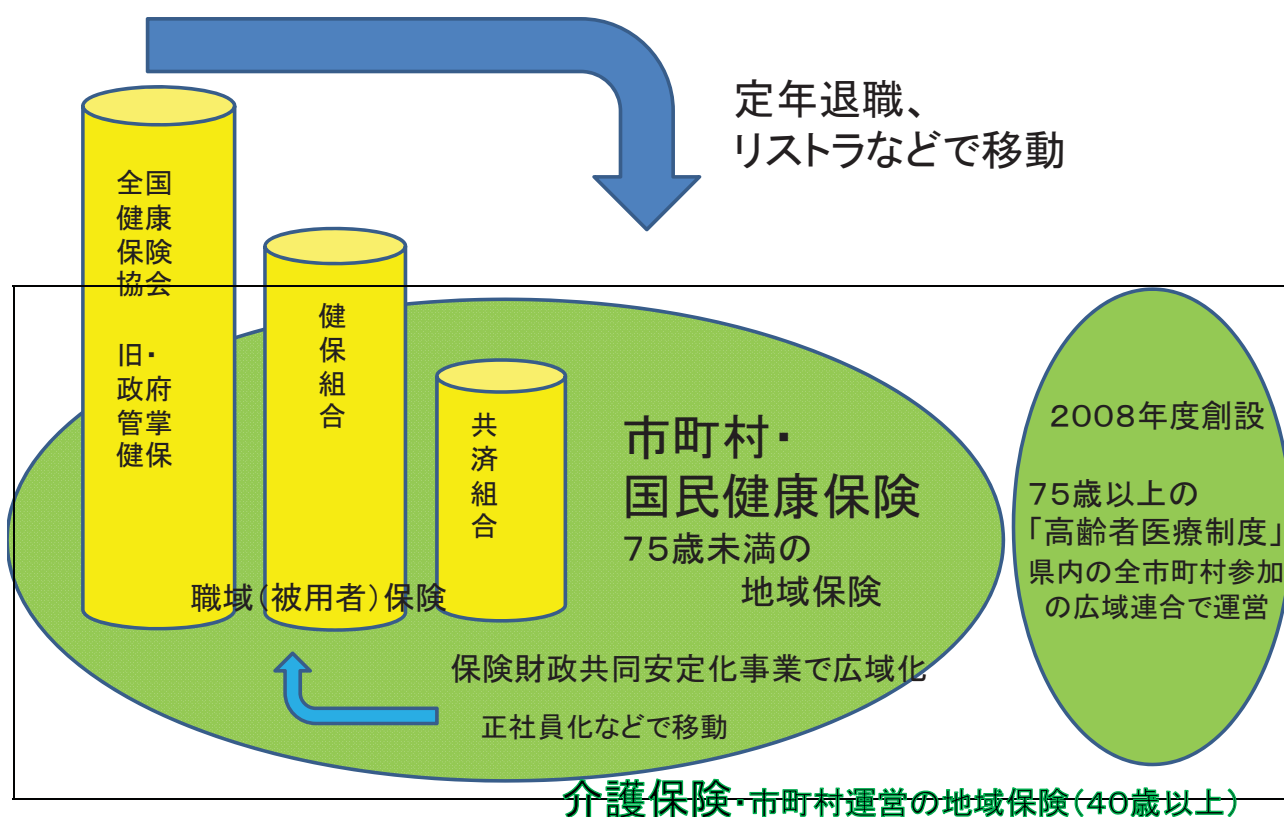 定年退職、
リストラなどで移動
全国
健康
保険
協会
旧・
政府
管掌
健保
健
保
組
合
共
済
組
合
職域(被用者)保険
市町村・
国民健康保険
75歳未満の
地域保険
保険財政共同安定化事業で広域化
正社員化などで移動
2008年度創設
75歳以上の
「高齢者医療制度」
県内の全市町村参加
の広域連合で運営
介護保険・市町村運営の地域保険(40歳以上)